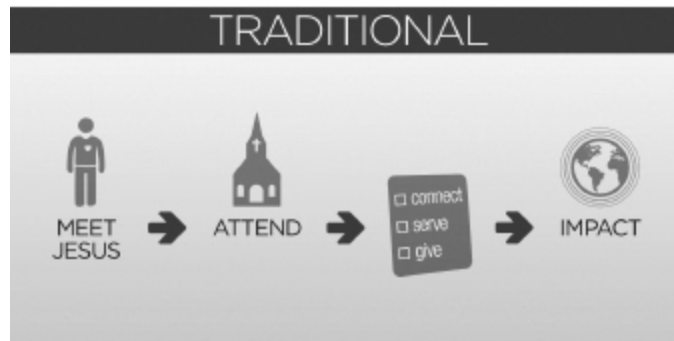 TRADITIONAL
MEET
JESUS
ATTEND
connect
serve
give
IMPACT